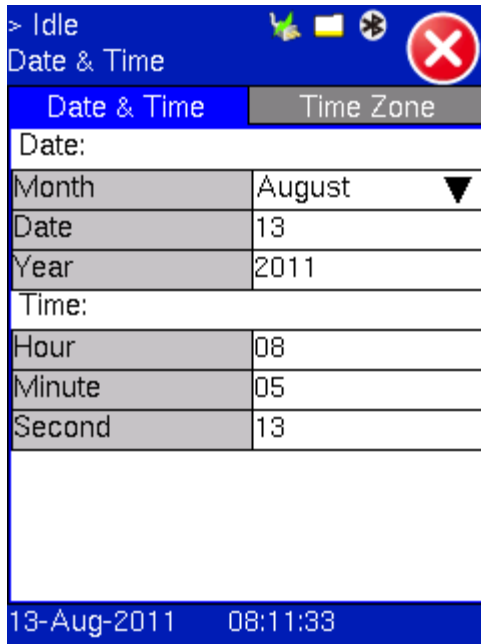 > Idle
Date & Time
Date & Time Time Zone
Date:
Month August
Date 13
Year 2011
Time:
Hour 08
Minute 05
Second 13
13-Aug-2011 08:11:33